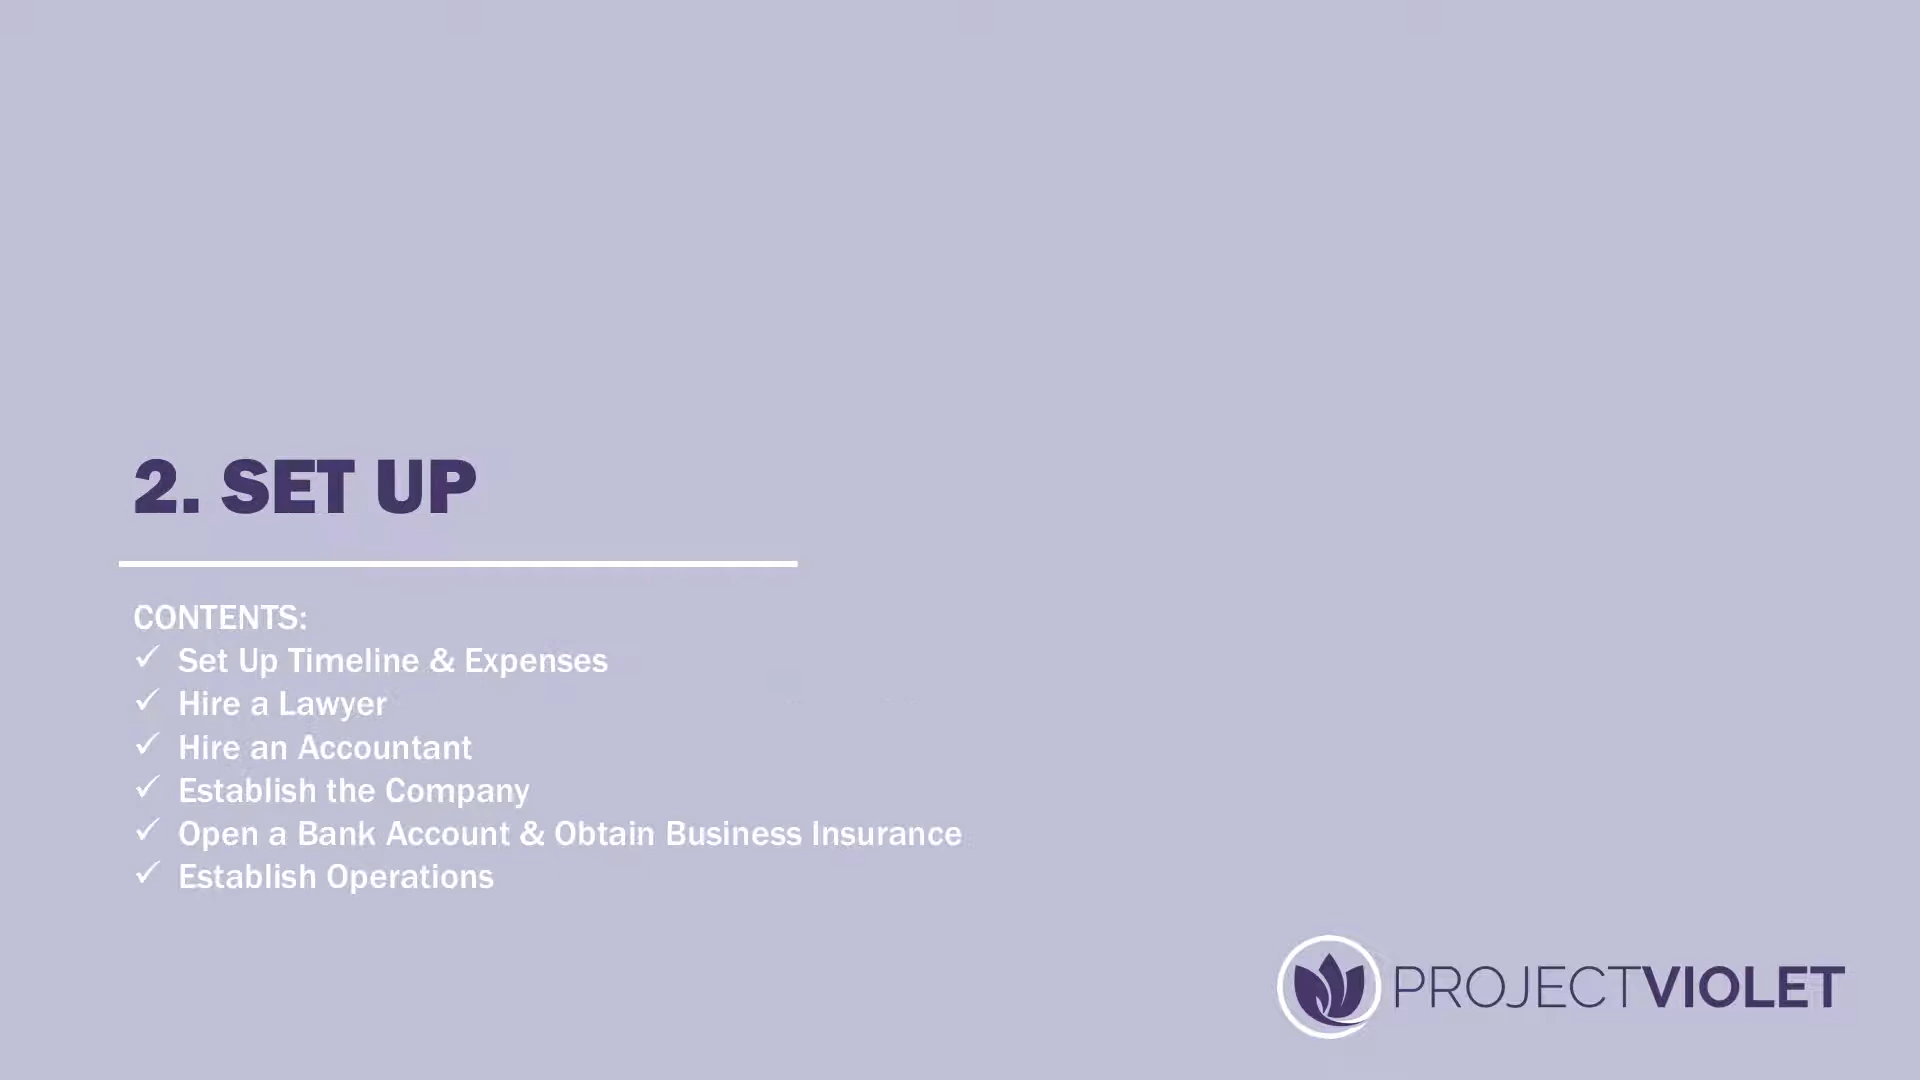 2. SET UP
CONTENTS:
✓ Set Up Timeline & Expenses
✓ Hire a Lawyer
✓ Hire an Accountant
✓ Establish the Company
✓ Open a Bank Account & Obtain Business Insurance
✓ Establish Operations
PROJECTVIOLET